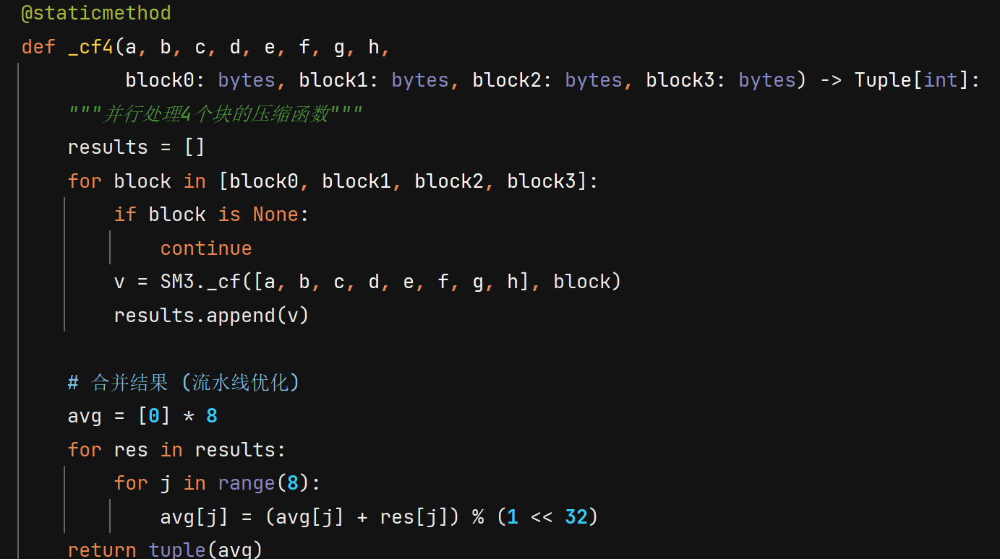 @staticmethod
def _cf4(a, b, c, d, e, f, g, h,
         block0: bytes, block1: bytes, block2: bytes, block3: bytes) -> Tuple[int]:
    """并行处理4个块的压缩函数"""
    results = []
    for block in [block0, block1, block2, block3]:
        if block is None:
            continue
        v = SM3._cf([a, b, c, d, e, f, g, h], block)
        results.append(v)

    # 合并结果 (流水线优化)
    avg = [0] * 8
    for res in results:
        for j in range(8):
            avg[j] = (avg[j] + res[j]) % (1 << 32)
    return tuple(avg)